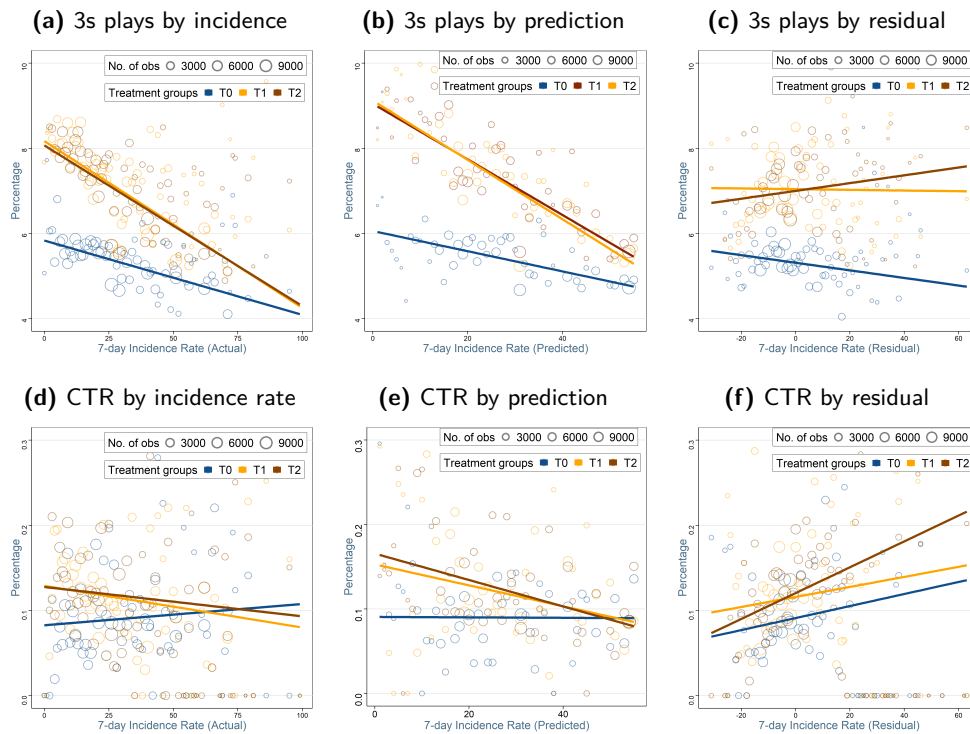 (a) 3s plays by incidence
No. of obs 3000 6000 9000
Treatment groups T0 T1 T2
Percentage
10
8
6
4
0 25 50 75 100
7-day Incidence Rate (Actual)
(b) 3s plays by prediction
No. of obs 3000 6000 9000
Treatment groups T0 T1 T2
Percentage
10
8
6
4
0 20 40
7-day Incidence Rate (Predicted)
(c) 3s plays by residual
No. of obs 3000 6000 9000
Treatment groups T0 T1 T2
Percentage
10
8
6
4
-20 0 20 40 60
7-day Incidence Rate (Residual)
(d) CTR by incidence rate
No. of obs 3000 6000 9000
Treatment groups T0 T1 T2
Percentage
0.3
0.2
0.1
0.0
0 25 50 75 100
7-day Incidence Rate (Actual)
(e) CTR by prediction
No. of obs 3000 6000 9000
Treatment groups T0 T1 T2
Percentage
0.3
0.2
0.1
0.0
0 20 40
7-day Incidence Rate (Predicted)
(f) CTR by residual
No. of obs 3000 6000 9000
Treatment groups T0 T1 T2
Percentage
0.3
0.2
0.1
0.0
-20 0 20 40 60
7-day Incidence Rate (Residual)